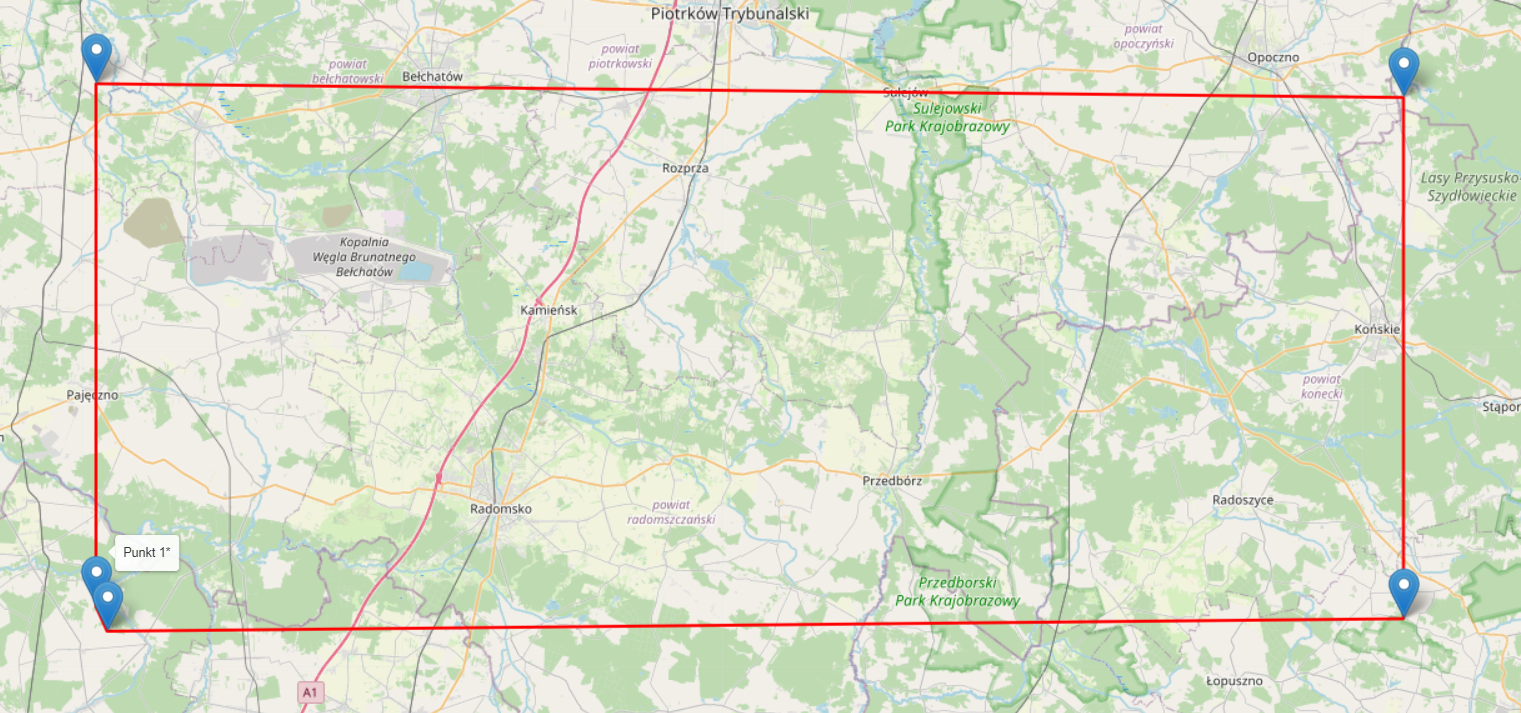 Piotrków Trybunalski
powiat
opoczyński
powiat
piotrkowski
Opoczno
powiat
bełchatowski
Bełchatów
Sulejów
Sulejowski
Park Krajobrazowy
Rozprza
Lasy Przysusko-
Szydłowieckie
Kopalnia
Węgla Brunatnego
Bełchatów
Kamieńsk
Końskie
powiat
konecki
Pajęczno
Stąpor
n
Przedbórz
Radoszyce
Radomsko
powiat
radomszczański
Punkt 1*
Przedborski
Park Krajobrazowy
Łopuszno
A1